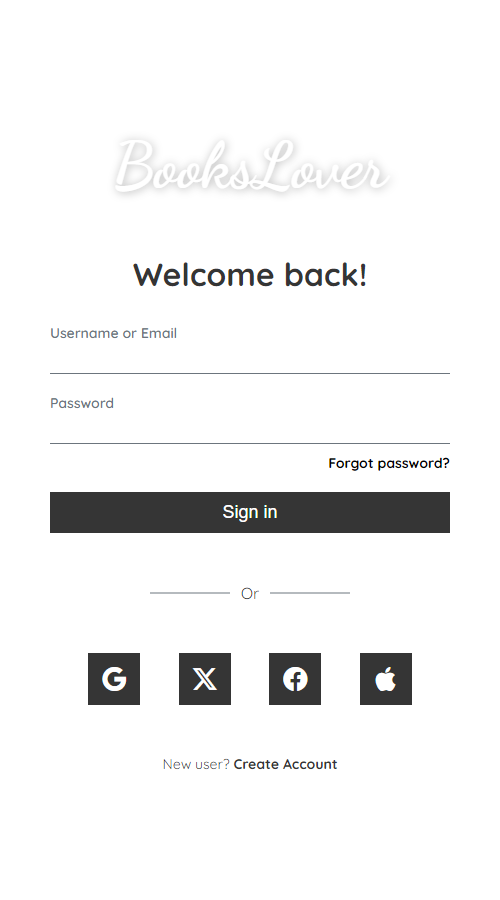 BooksLover
Welcome back!
Username or Email
Password
Forgot password?
Sign in
Or
New user? Create Account